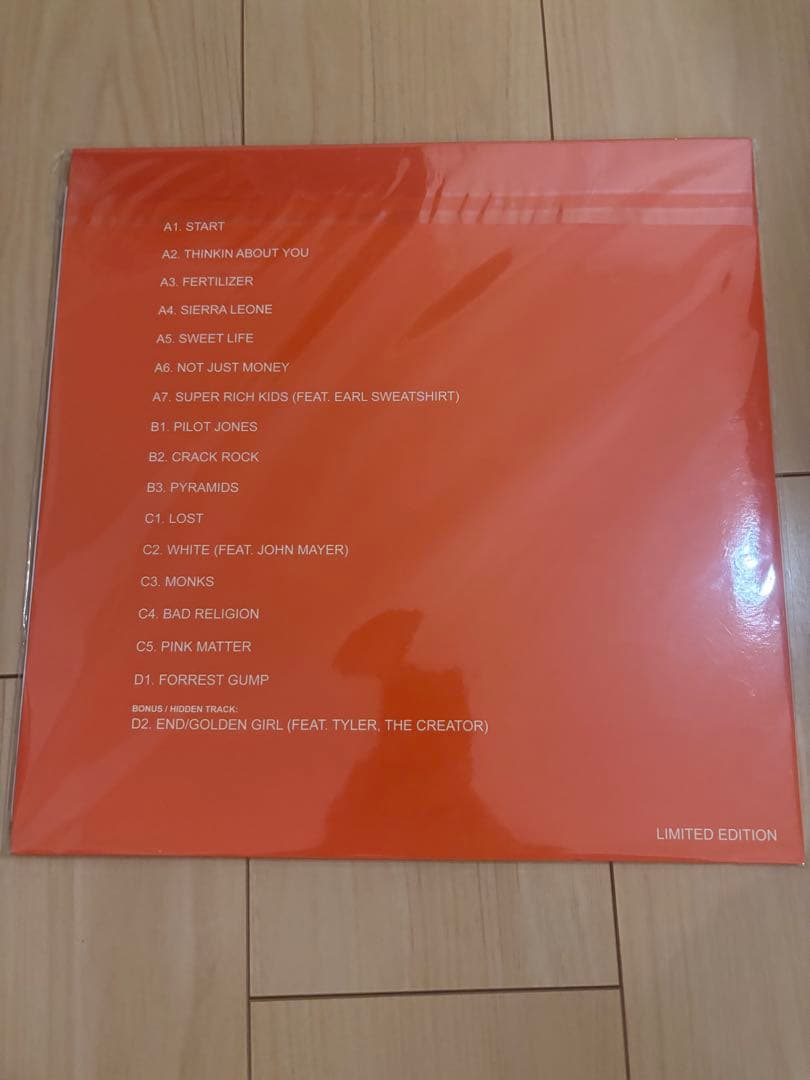 A1. START
A2. THINKIN ABOUT YOU
A3. FERTILIZER
A4. SIERRA LEONE
A5. SWEET LIFE
A6. NOT JUST MONEY
A7. SUPER RICH KIDS (FEAT. EARL SWEATSHIRT)
B1. PILOT JONES
B2. CRACK ROCK
B3. PYRAMIDS
C1. LOST
C2. WHITE (FEAT. JOHN MAYER)
C3. MONKS
C4. BAD RELIGION
C5. PINK MATTER
D1. FORREST GUMP
BONUS / HIDDEN TRACK:
D2. END/GOLDEN GIRL (FEAT. TYLER, THE CREATOR)
LIMITED EDITION